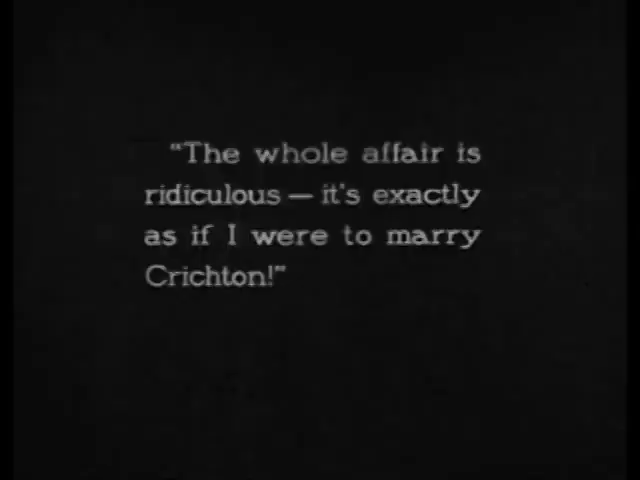 "The whole affair is
ridiculous — it's exactly
as if I were to marry
Crichton!"